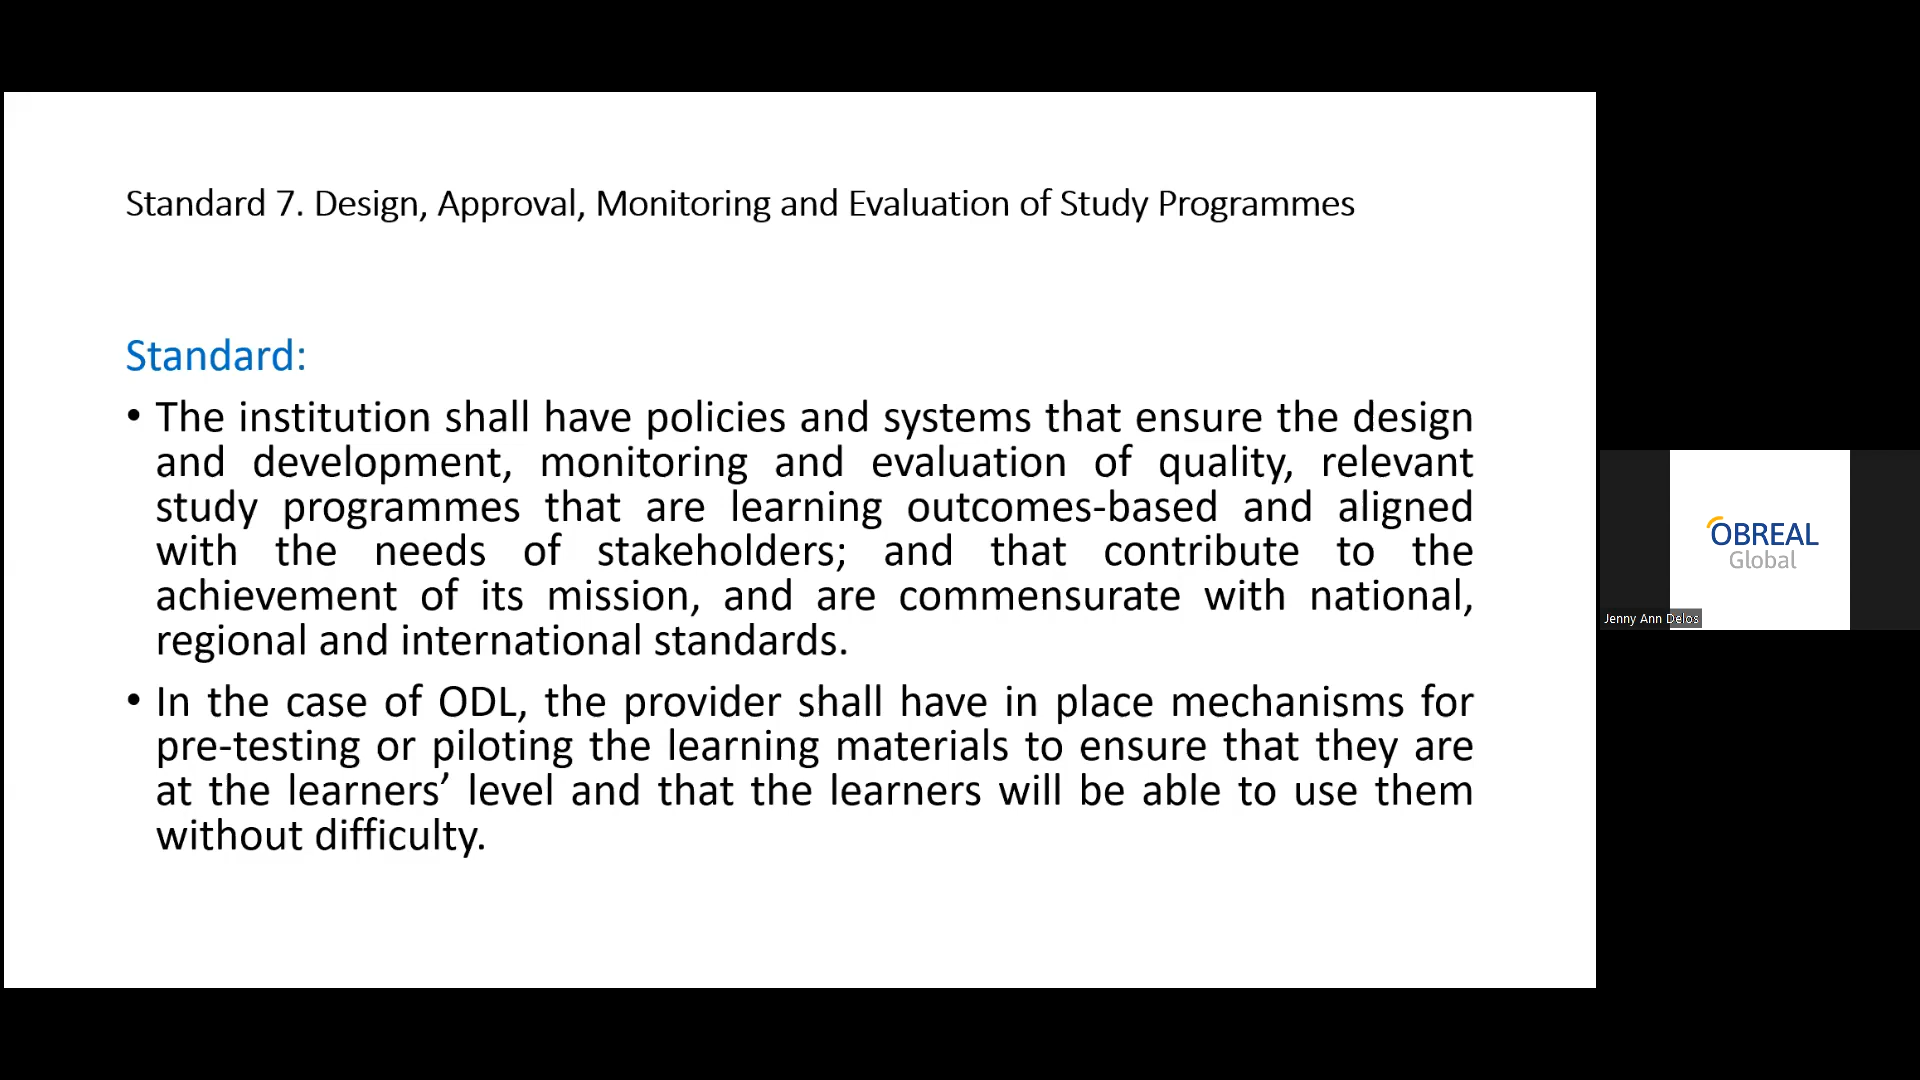 Standard 7. Design, Approval, Monitoring and Evaluation of Study Programmes
Standard:
• The institution shall have policies and systems that ensure the design
and development, monitoring and evaluation of quality, relevant
study programmes that are learning outcomes-based and aligned
with the needs of stakeholders; and that contribute to the
achievement of its mission, and are commensurate with national,
regional and international standards.
• In the case of ODL, the provider shall have in place mechanisms for
pre-testing or piloting the learning materials to ensure that they are
at the learners’ level and that the learners will be able to use them
without difficulty.
OBREAL
Global
Jenny Ann Delos